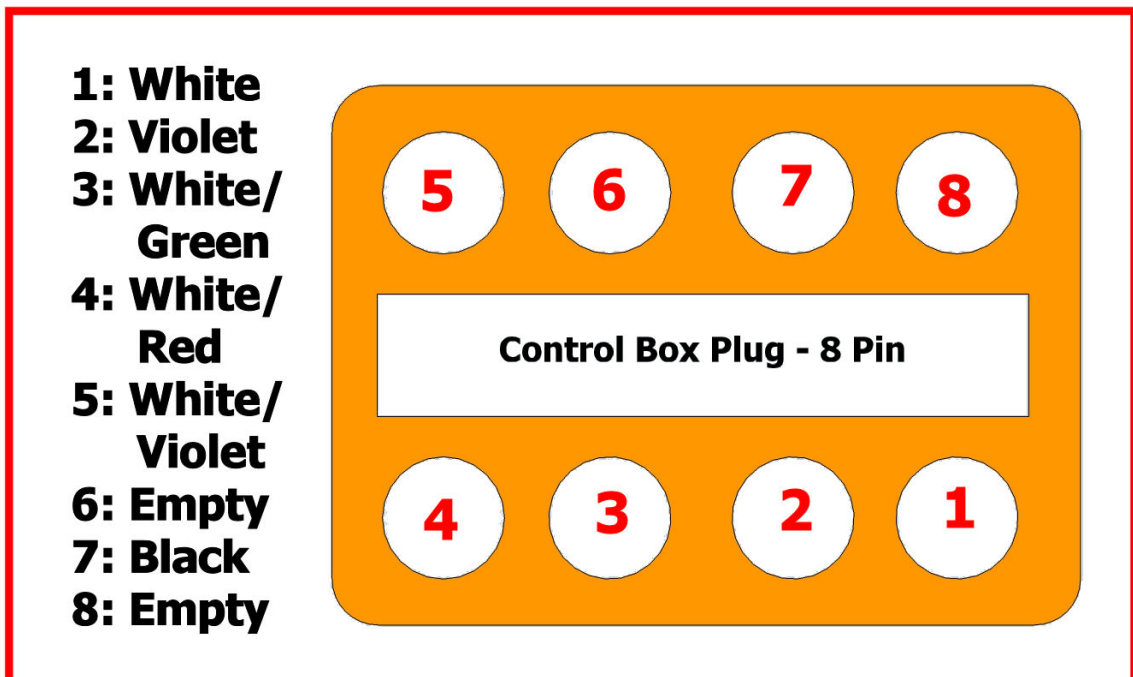 1: White
2: Violet
3: White/
Green
4: White/
Red
5: White/
Violet
6: Empty
7: Black
8: Empty
5 6 7 8
Control Box Plug - 8 Pin
4 3 2 1